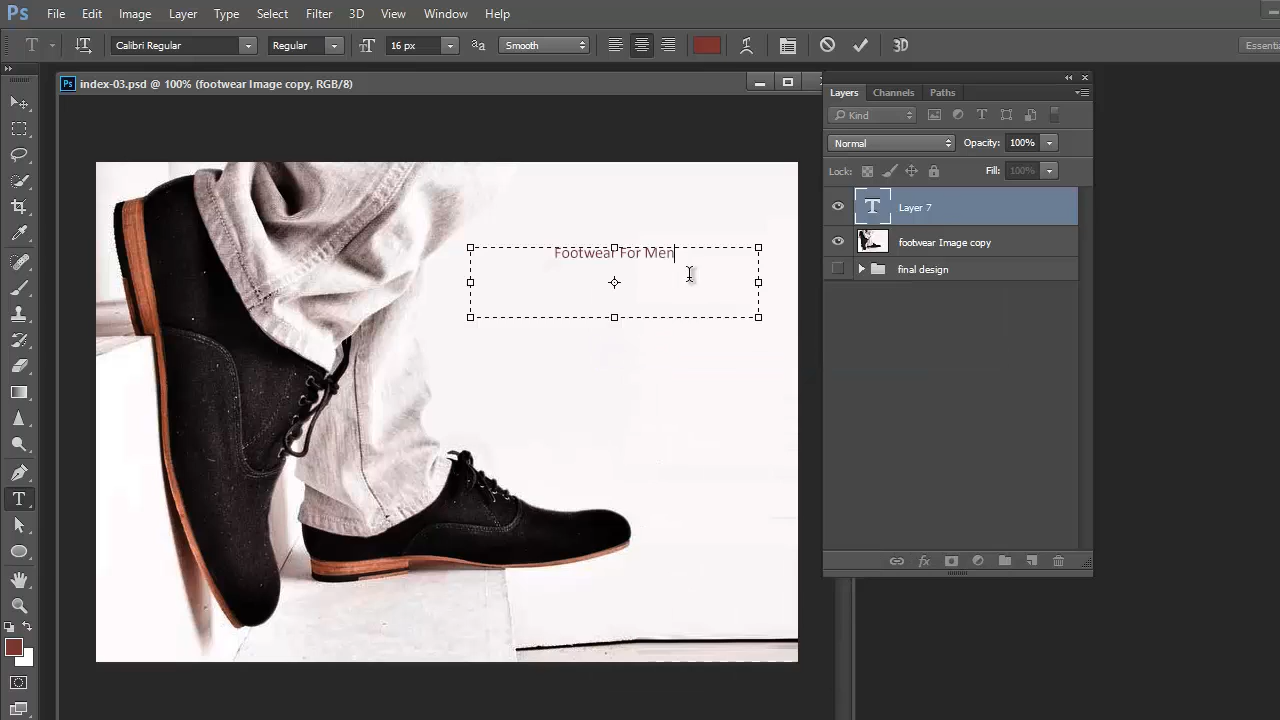 Ps File Edit Image Layer Type Select Filter 3D View Window Help
T Calibri Regular Regular 16 px Smooth 3D Essentia
Ps index-03.psd @ 100% (footwear Image copy, RGB/8)
Layers Channels Paths
Kind
Normal Opacity: 100%
Lock: Fill: 100%
T Layer 7
footwear Image copy
final design
Footwear For Men